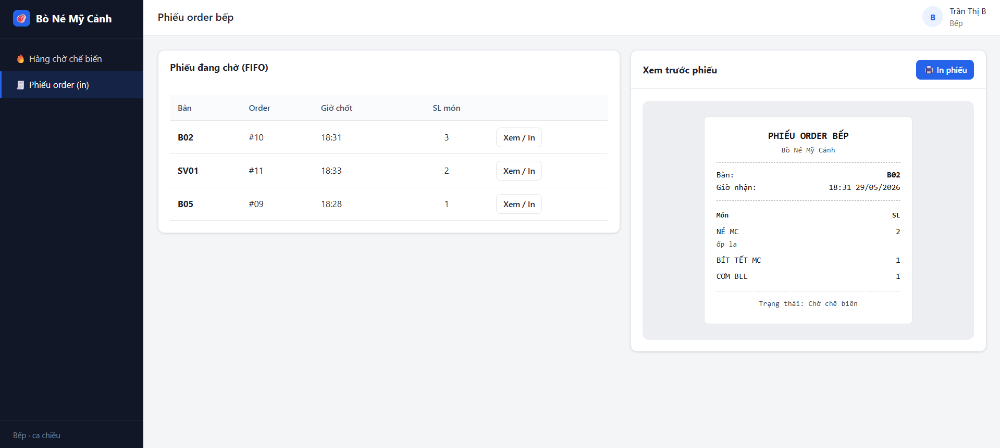 Bò Né Mỹ Cảnh
Hàng chờ chế biến
Phiếu order (in)
Bếp · ca chiều
Phiếu order bếp
B
Trần Thị B
Bếp
Phiếu đang chờ (FIFO)
Bàn Order Giờ chốt SL món
B02 #10 18:31 3 Xem / In
SV01 #11 18:33 2 Xem / In
B05 #09 18:28 1 Xem / In
Xem trước phiếu
In phiếu
PHIẾU ORDER BẾP
Bò Né Mỹ Cảnh
Bàn: B02
Giờ nhận: 18:31 29/05/2026
Món SL
NÉ MC 2
ốp la
BÍT TẾT MC 1
CƠM BLL 1
Trạng thái: Chờ chế biến